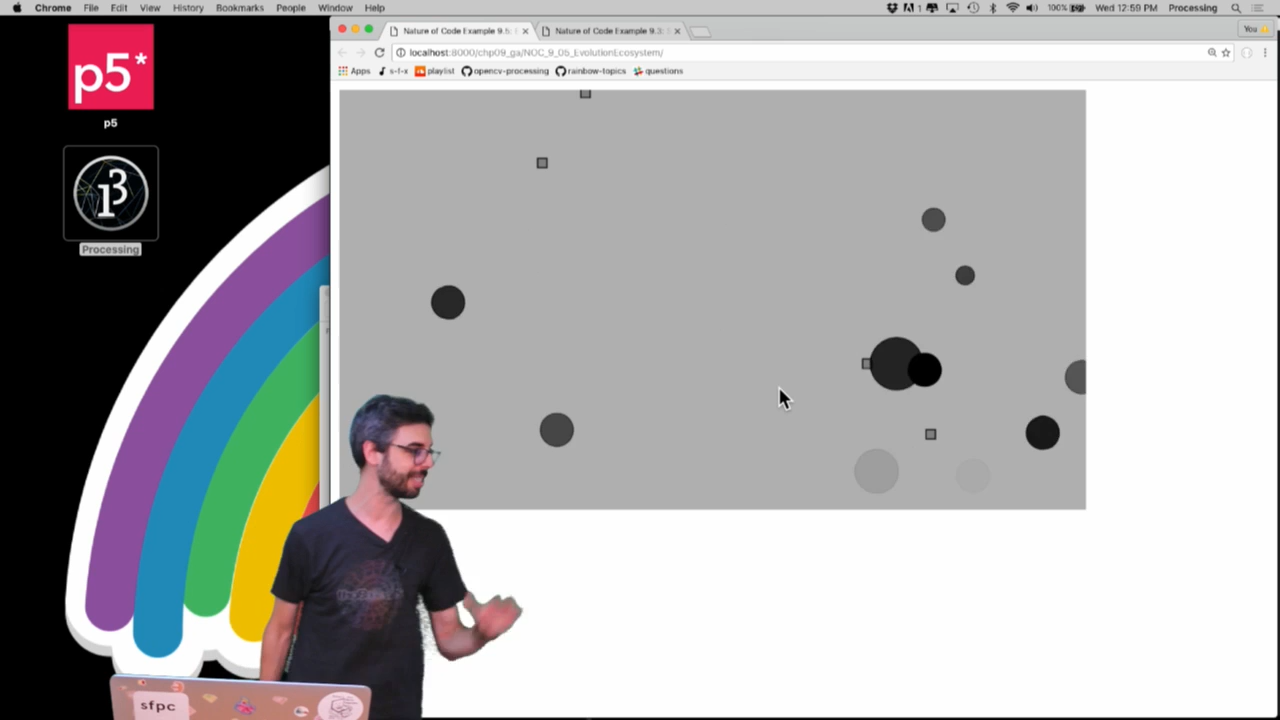 Chrome File Edit View History Bookmarks People Window Help
100% Wed 12:59 PM Processing
Nature of Code Example 9.5:
Nature of Code Example 9.3:
You
localhost:8000/chp09_ga/NOC_9_05_EvolutionEcosystem/
Apps s-f-x playlist opencv-processing rainbow-topics questions
p5*
p5
Processing
sfpc